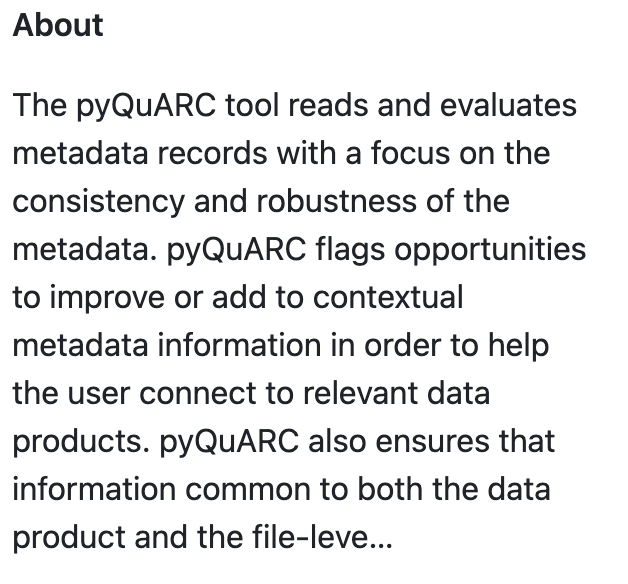 About
The pyQuARC tool reads and evaluates
metadata records with a focus on the
consistency and robustness of the
metadata. pyQuARC flags opportunities
to improve or add to contextual
metadata information in order to help
the user connect to relevant data
products. pyQuARC also ensures that
information common to both the data
product and the file-leve...